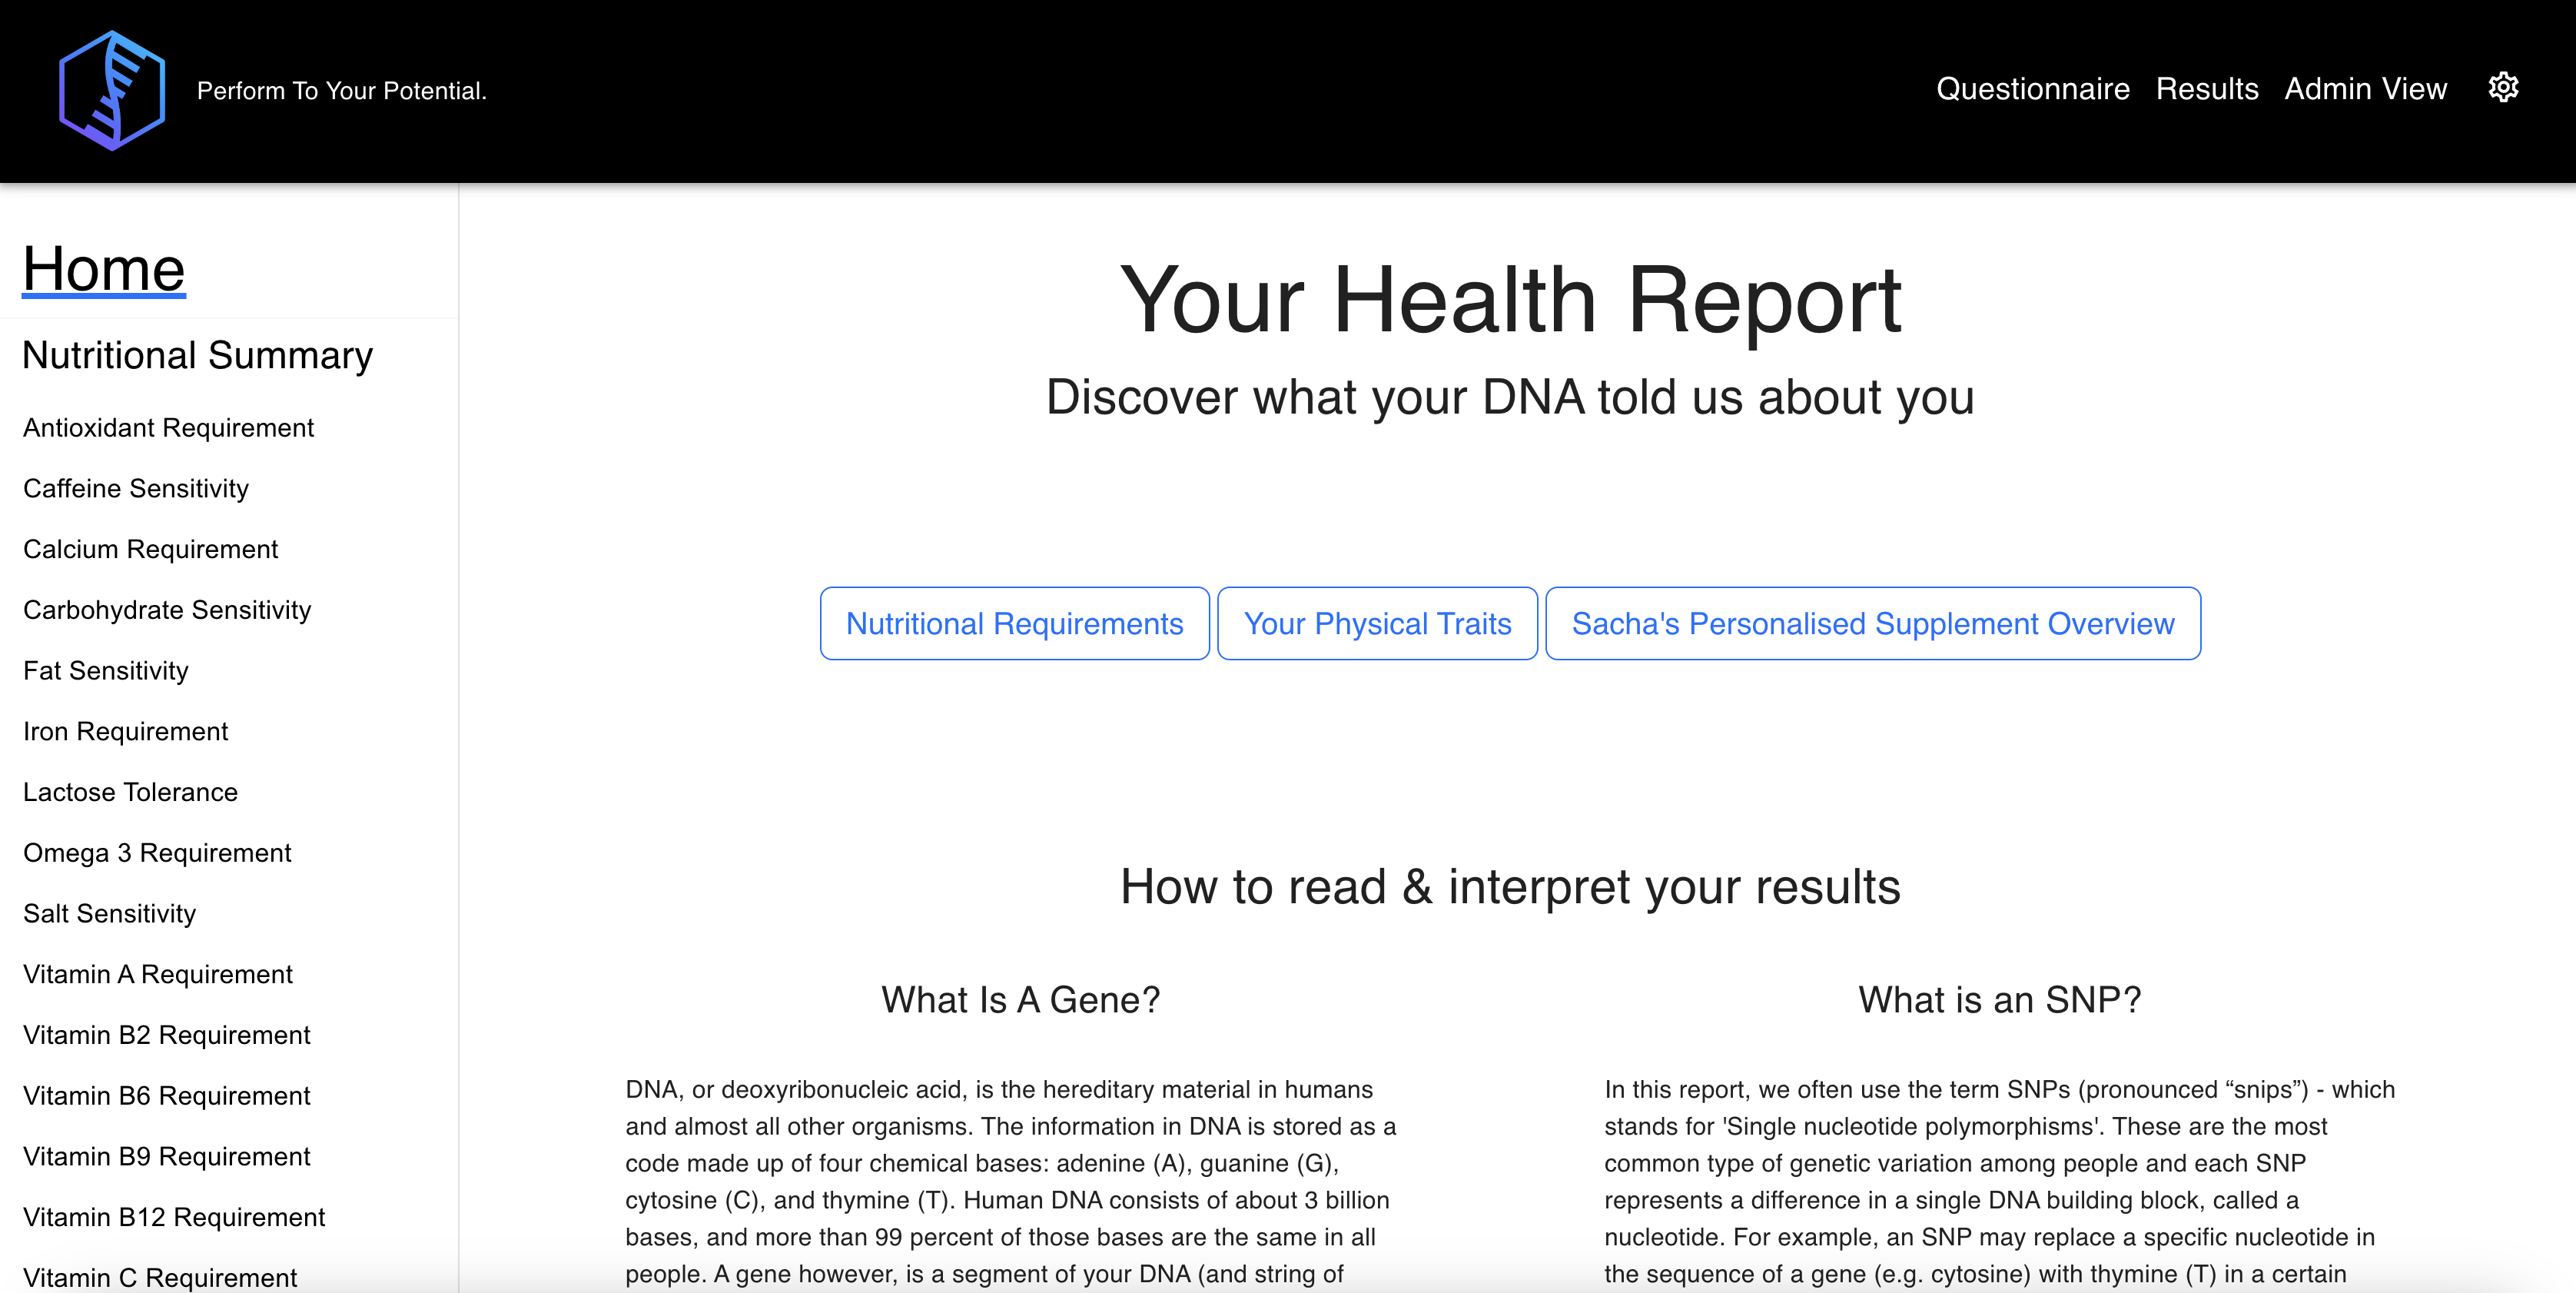 Perform To Your Potential.
Questionnaire Results Admin View
Home
Nutritional Summary
Antioxidant Requirement
Caffeine Sensitivity
Calcium Requirement
Carbohydrate Sensitivity
Fat Sensitivity
Iron Requirement
Lactose Tolerance
Omega 3 Requirement
Salt Sensitivity
Vitamin A Requirement
Vitamin B2 Requirement
Vitamin B6 Requirement
Vitamin B9 Requirement
Vitamin B12 Requirement
Vitamin C Requirement
Your Health Report
Discover what your DNA told us about you
Nutritional Requirements
Your Physical Traits
Sacha's Personalised Supplement Overview
How to read & interpret your results
What Is A Gene?
DNA, or deoxyribonucleic acid, is the hereditary material in humans
and almost all other organisms. The information in DNA is stored as a
code made up of four chemical bases: adenine (A), guanine (G),
cytosine (C), and thymine (T). Human DNA consists of about 3 billion
bases, and more than 99 percent of those bases are the same in all
people. A gene however, is a segment of your DNA (and string of
What is an SNP?
In this report, we often use the term SNPs (pronounced “snips”) - which
stands for 'Single nucleotide polymorphisms'. These are the most
common type of genetic variation among people and each SNP
represents a difference in a single DNA building block, called a
nucleotide. For example, an SNP may replace a specific nucleotide in
the sequence of a gene (e.g. cytosine) with thymine (T) in a certain